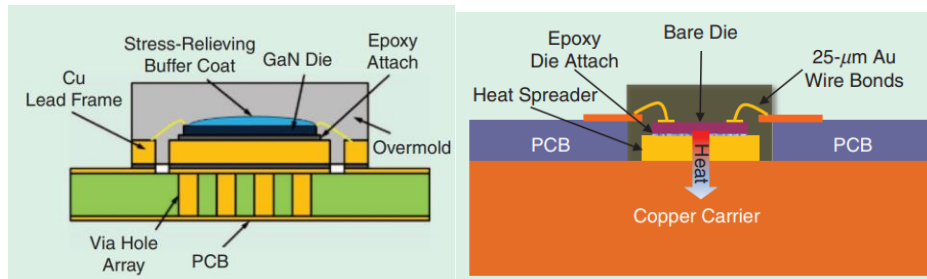 Stress-Relieving
Buffer Coat
GaN Die
Epoxy
Attach
Cu
Lead Frame
Overmold
Via Hole
Array
PCB
Bare Die
Epoxy
Die Attach
25-μm Au
Wire Bonds
Heat Spreader
PCB
Heat
PCB
Copper Carrier